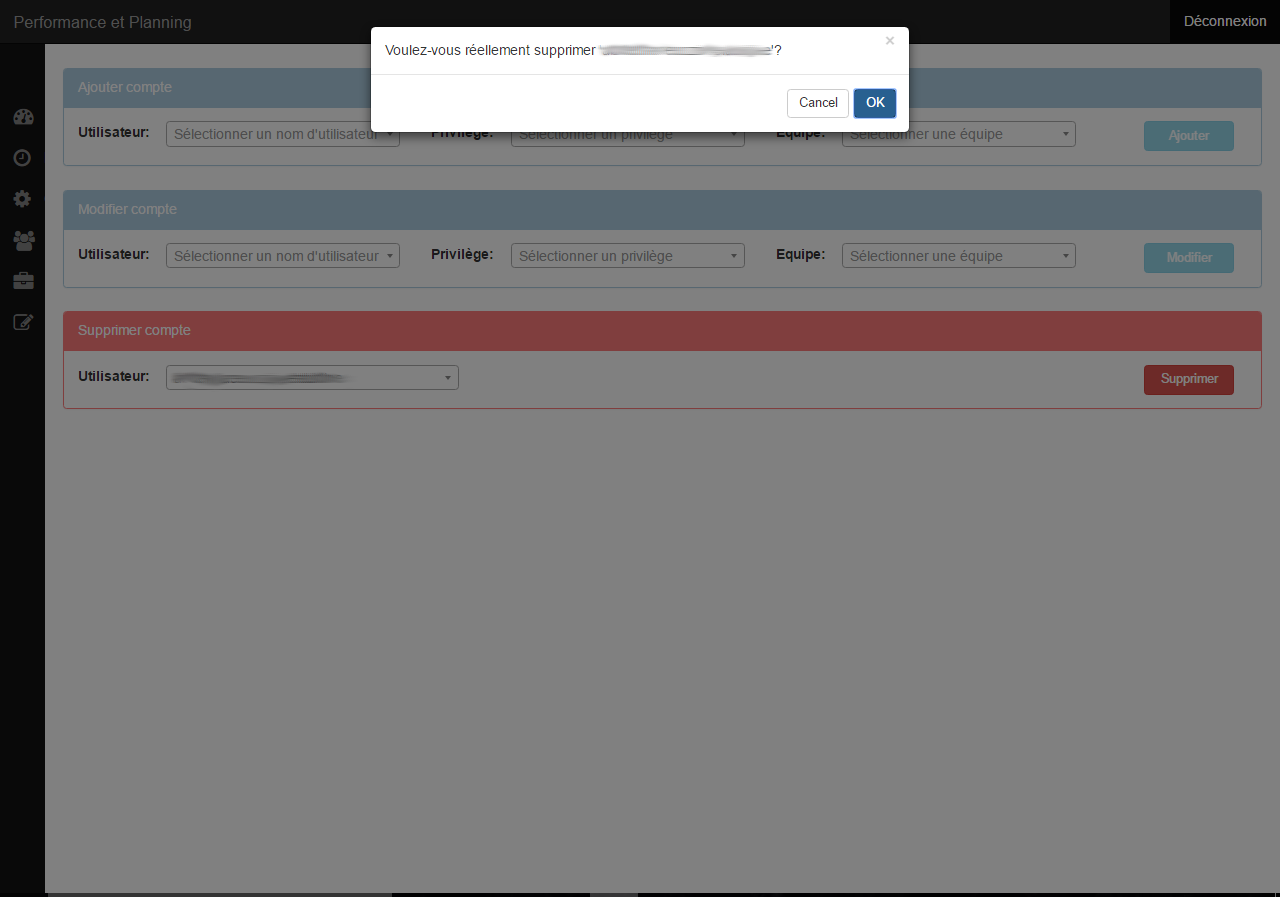 Performance et Planning
Déconnexion
Voulez-vous réellement supprimer ' '?
×
Cancel
OK
Ajouter compte
Utilisateur: Sélectionner un nom d'utilisateur Privilège: Sélectionner un privilège Equipe: Sélectionner une équipe Ajouter
Modifier compte
Utilisateur: Sélectionner un nom d'utilisateur Privilège: Sélectionner un privilège Equipe: Sélectionner une équipe Modifier
Supprimer compte
Utilisateur: Supprimer